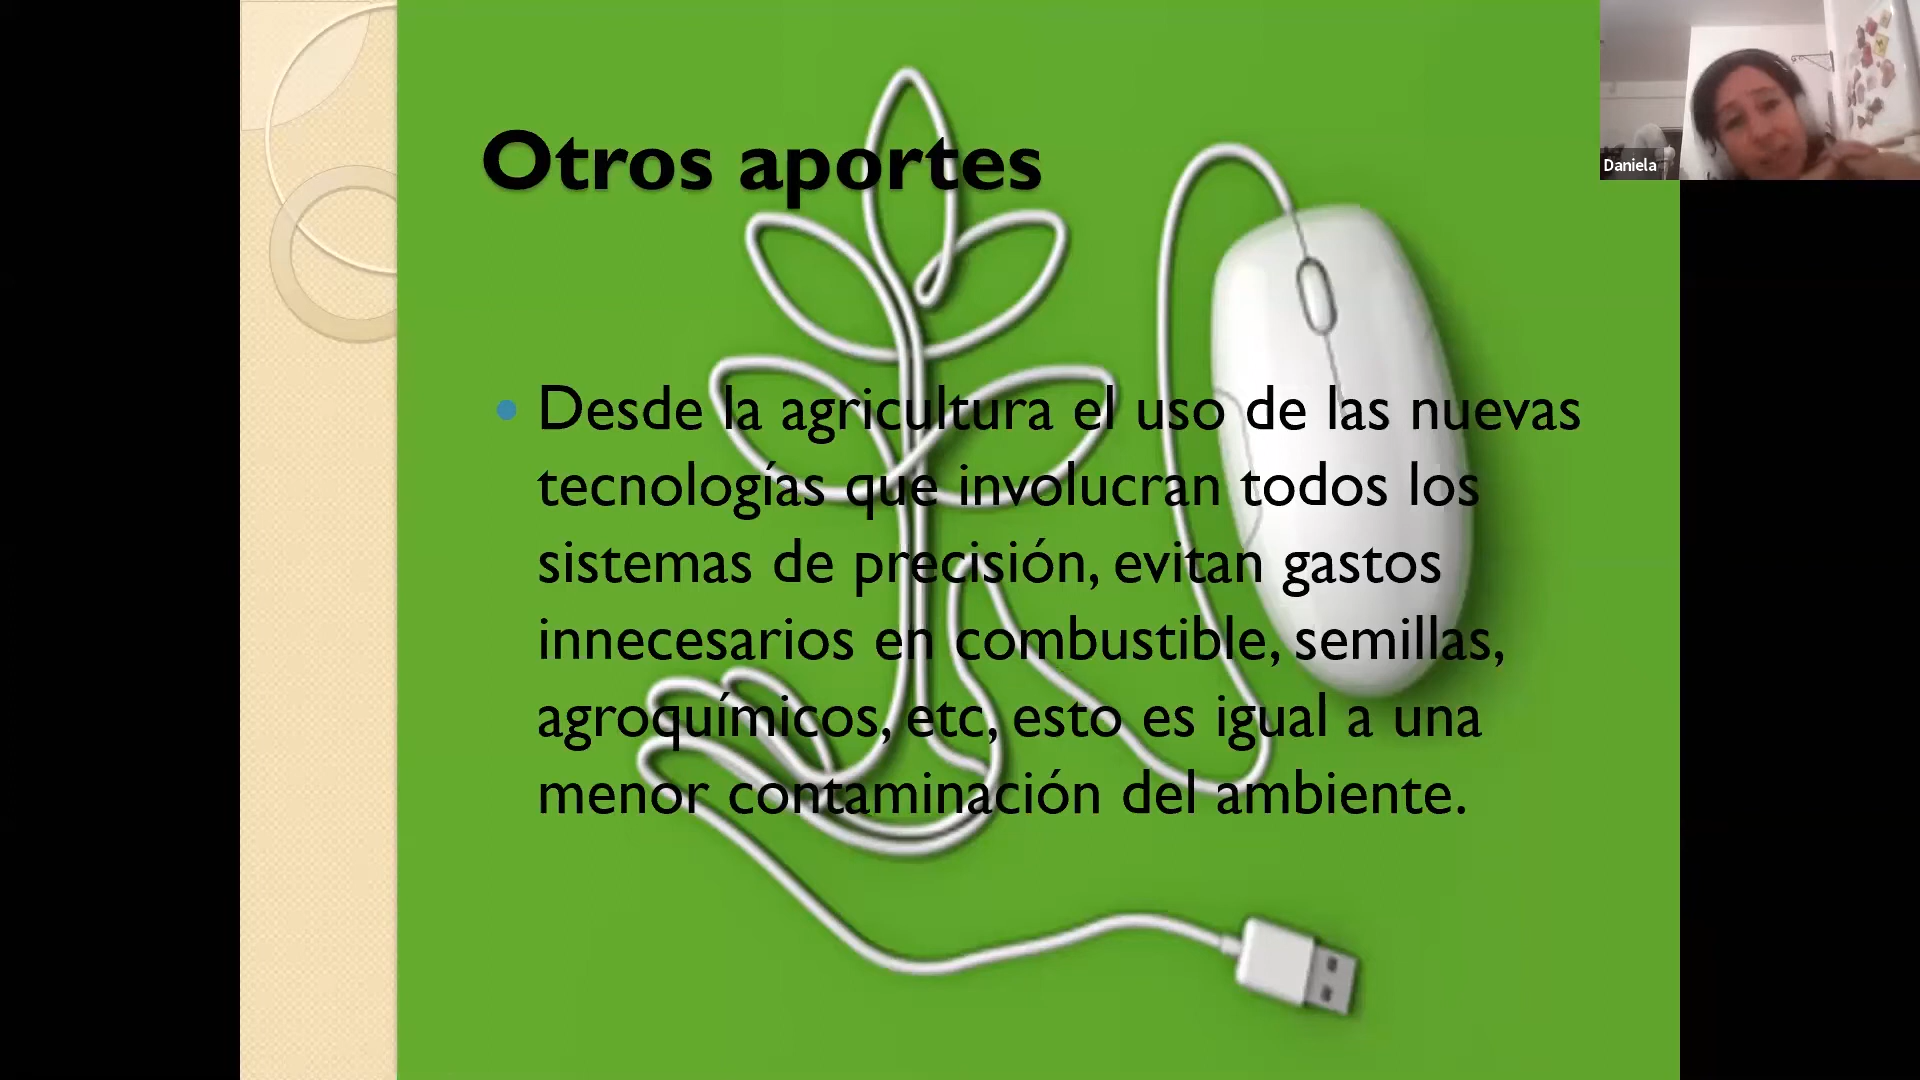 Otros aportes
Desde la agricultura el uso de las nuevas
tecnologías que involucran todos los
sistemas de precisión, evitan gastos
innecesarios en combustible, semillas,
agroquímicos, etc, esto es igual a una
menor contaminación del ambiente.
Daniela